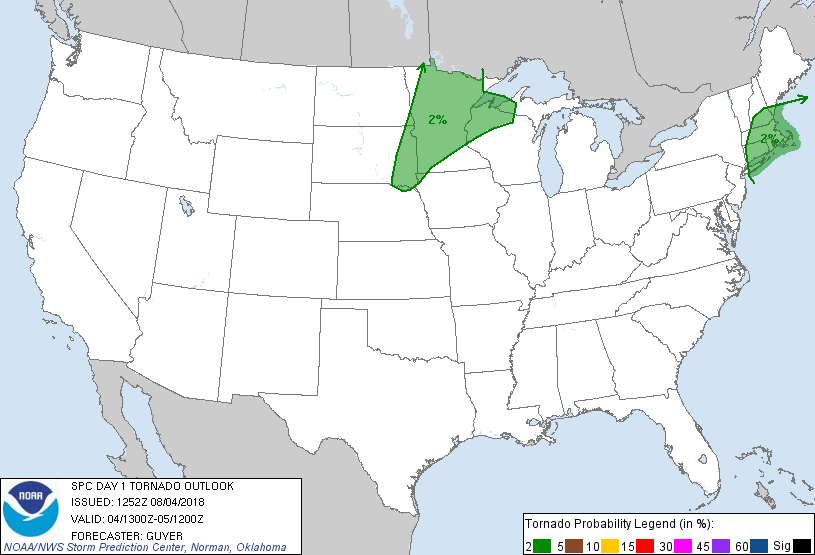 2%
2%
NOAA
SPC DAY 1 TORNADO OUTLOOK
ISSUED: 1252Z 08/04/2018
VALID: 04/1300Z-05/1200Z
FORECASTER: GUYER
NOAA/NWS Storm Prediction Center, Norman, Oklahoma
Tornado Probability Legend (in %):
2 5 10 15 30 45 60 Sig